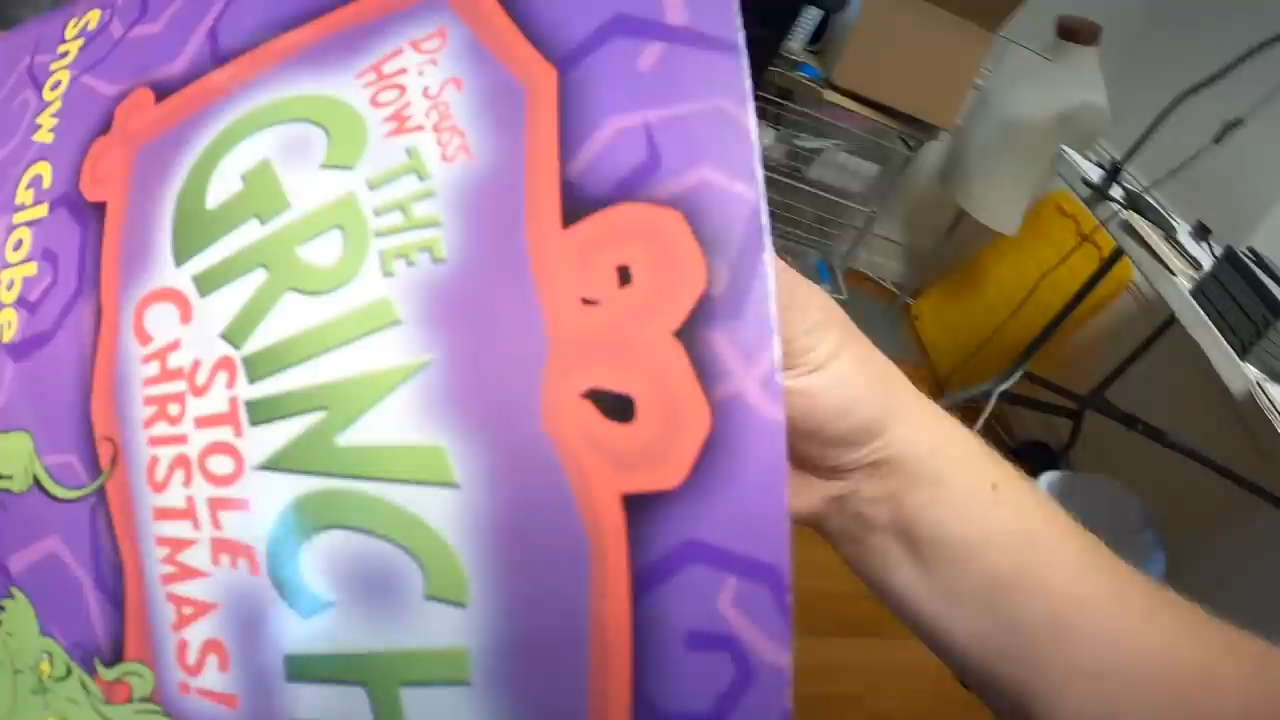 Dr. Seuss
HOW
THE
GRINCH
STOLE
CHRISTMAS!
Snow Globe